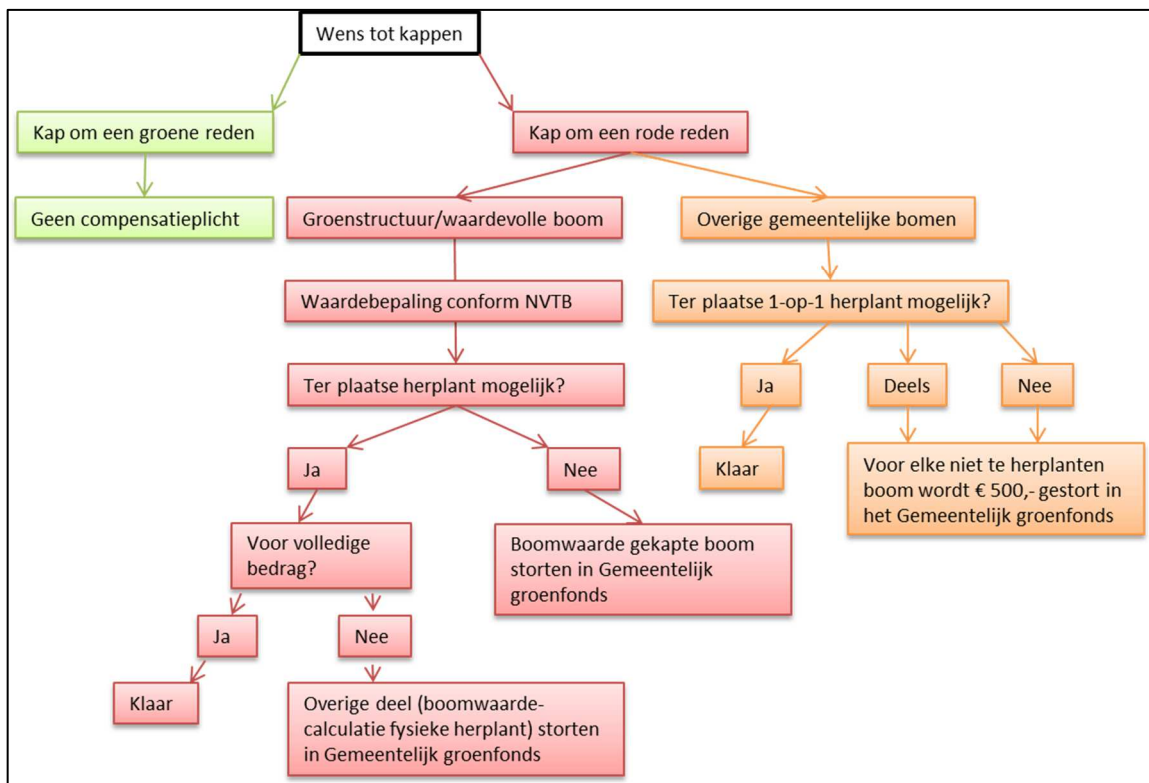 Wens tot kappen
Kap om een groene reden
Kap om een rode reden
Geen compensatieplicht
Groenstructuur/waardevolle boom
Overige gemeentelijke bomen
Waardebepaling conform NVTB
Ter plaatse 1-op-1 herplant mogelijk?
Ter plaatse herplant mogelijk?
Ja
Deels
Nee
Ja
Nee
Klaar
Voor elke niet te herplanten
boom wordt € 500,- gestort in
het Gemeentelijk groenfonds
Voor volledige
bedrag?
Boomwaarde gekapte boom
storten in Gemeentelijk
groenfonds
Ja
Nee
Klaar
Overige deel (boomwaarde-
calculatie fysieke herplant) storten
in Gemeentelijk groenfonds